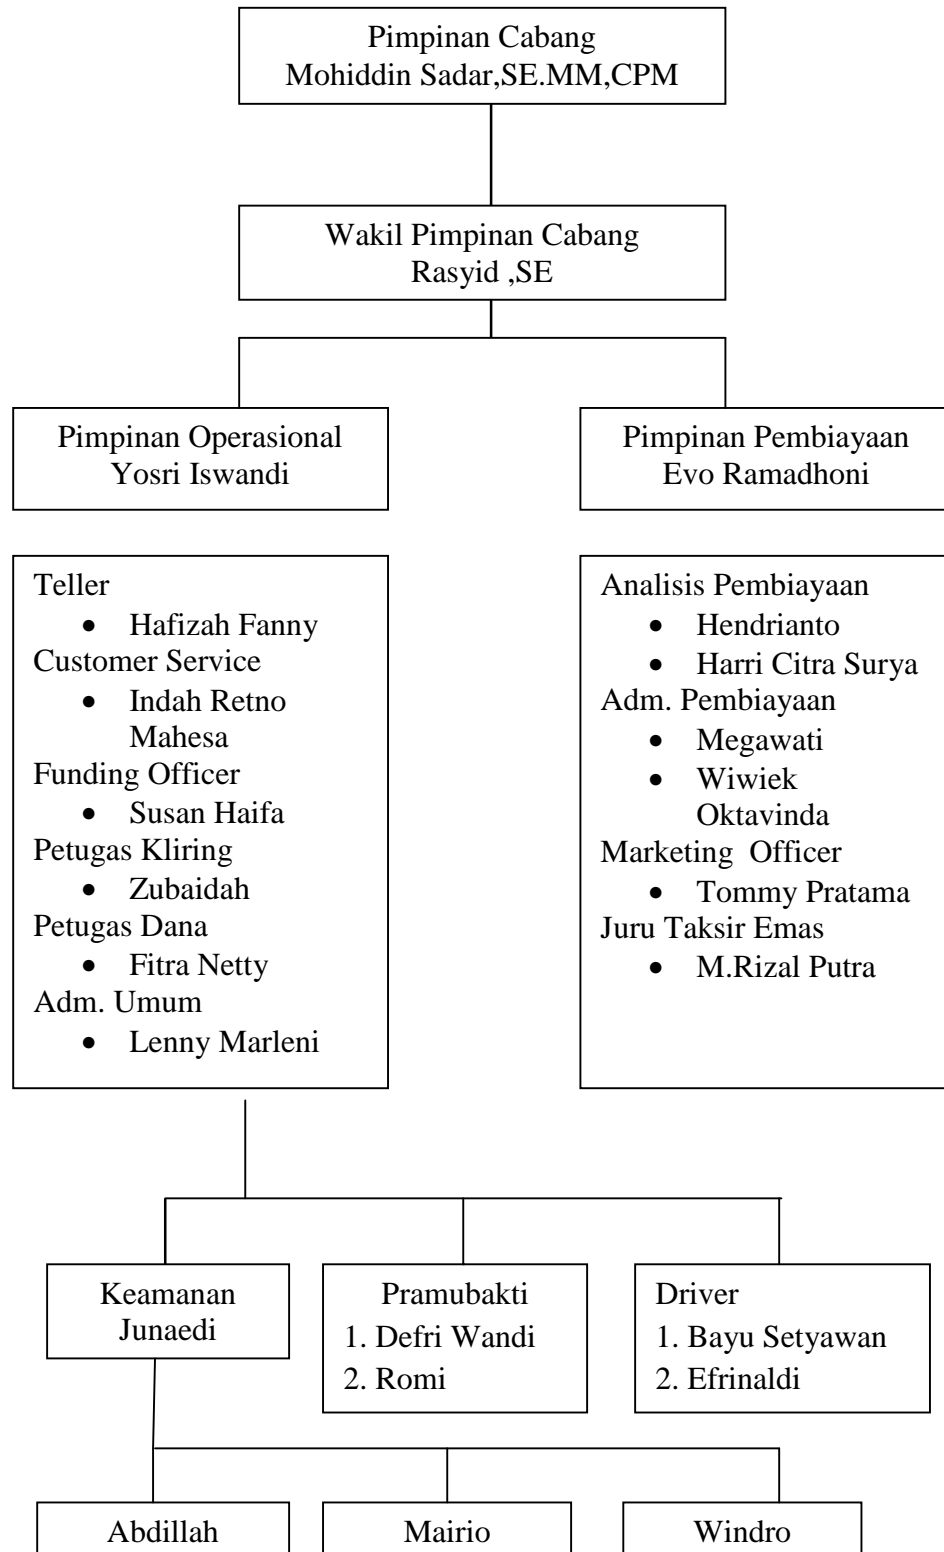 Pimpinan Cabang
Mohiddin Sadar,SE.MM,CPM
Wakil Pimpinan Cabang
Rasyid ,SE
Pimpinan Operasional
Yosri Iswandi
Pimpinan Pembiayaan
Evo Ramadhoni
Teller
• Hafizah Fanny
Customer Service
• Indah Retno
Mahesa
Funding Officer
• Susan Haifa
Petugas Kliring
• Zubaidah
Petugas Dana
• Fitra Netty
Adm. Umum
• Lenny Marleni
Analisis Pembiayaan
• Hendrianto
• Harri Citra Surya
Adm. Pembiayaan
• Megawati
• Wiwiek
Oktavinda
Marketing Officer
• Tommy Pratama
Juru Taksir Emas
• M.Rizal Putra
Keamanan
Junaedi
Pramubakti
1. Defri Wandi
2. Romi
Driver
1. Bayu Setyawan
2. Efrinaldi
Abdillah
Mairio
Windro